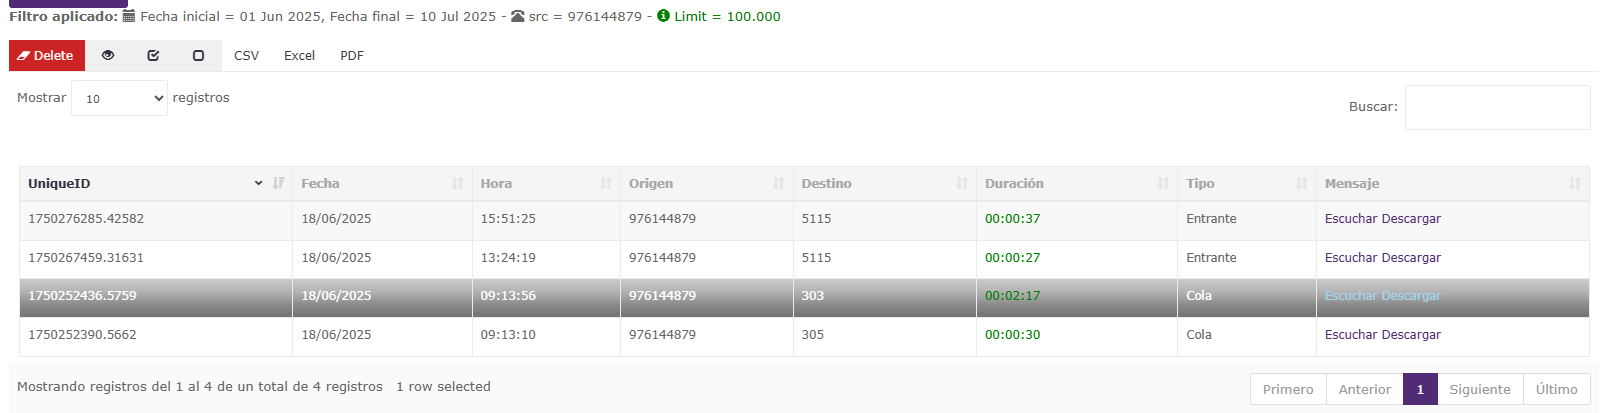 Filtro aplicado: Fecha inicial = 01 Jun 2025, Fecha final = 10 Jul 2025 - src = 976144879 - Limit = 100.000
Delete CSV Excel PDF
Mostrar 10 registros
Buscar:
UniqueID Fecha Hora Origen Destino Duración Tipo Mensaje
1750276285.42582 18/06/2025 15:51:25 976144879 5115 00:00:37 Entrante Escuchar Descargar
1750267459.31631 18/06/2025 13:24:19 976144879 5115 00:00:27 Entrante Escuchar Descargar
1750252436.5759 18/06/2025 09:13:56 976144879 303 00:02:17 Cola Escuchar Descargar
1750252390.5662 18/06/2025 09:13:10 976144879 305 00:00:30 Cola Escuchar Descargar
Mostrando registros del 1 al 4 de un total de 4 registros 1 row selected
Primero Anterior 1 Siguiente Último